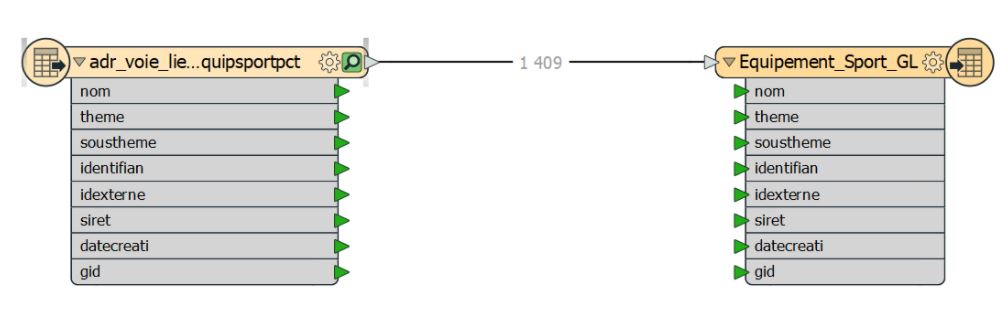 adr_voie_lie...quipsportpct
nom
theme
soustheme
identifian
idexterne
siret
datecreati
gid
1 409
Equipement_Sport_GL
nom
theme
soustheme
identifian
idexterne
siret
datecreati
gid